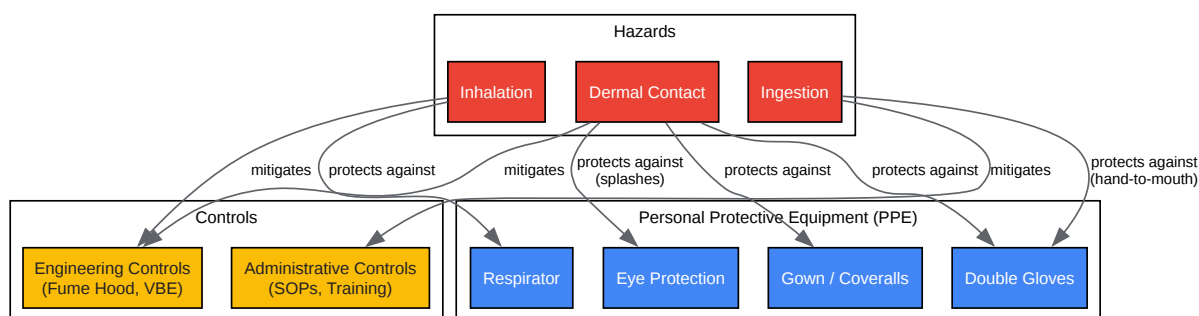 Hazards
Inhalation
Dermal Contact
Ingestion
mitigates
protects against
mitigates
protects against
(splashes)
protects against
protects against
mitigates
protects against
(hand-to-mouth)
Controls
Personal Protective Equipment (PPE)
Engineering Controls
(Fume Hood, VBE)
Administrative Controls
(SOPs, Training)
Respirator
Eye Protection
Gown / Coveralls
Double Gloves